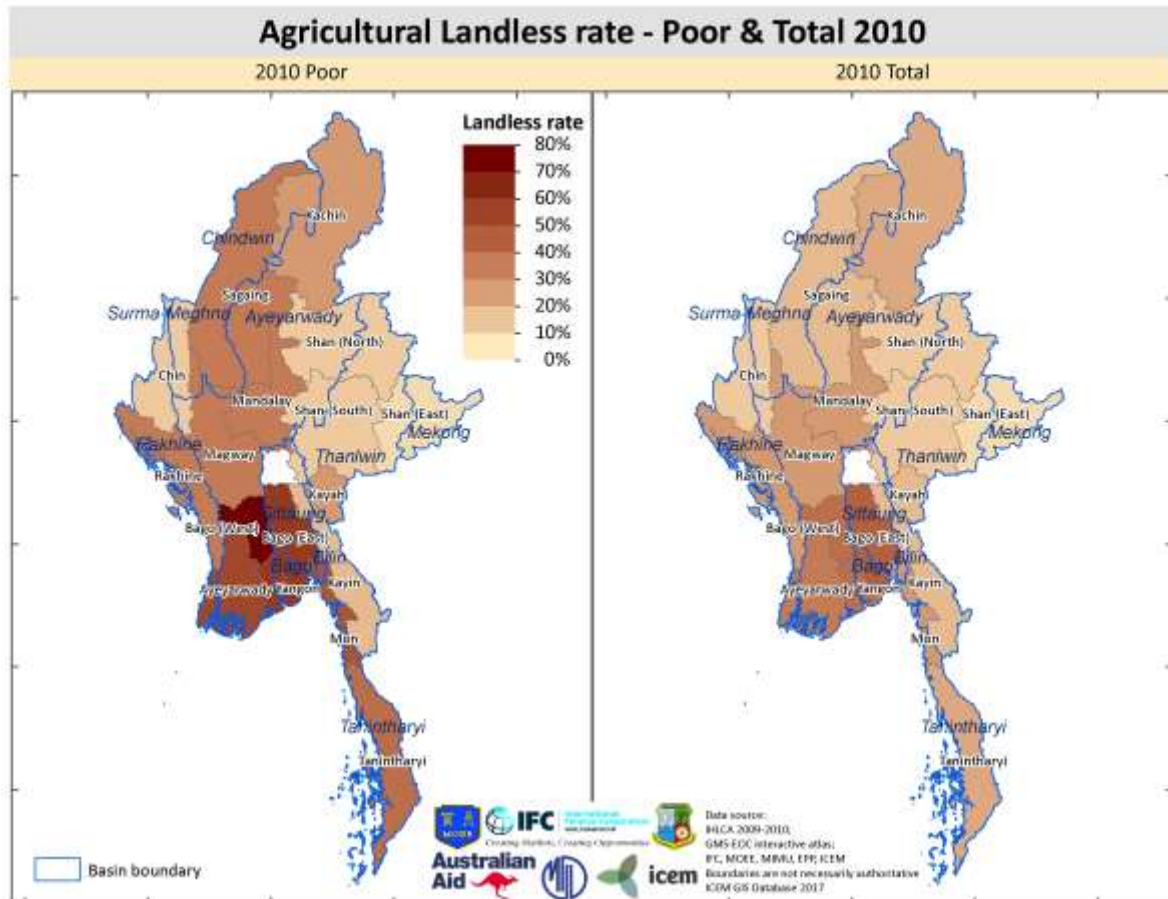 Agricultural Landless rate - Poor & Total 2010
2010 Poor
2010 Total
Landless rate
80%
70%
60%
50%
40%
30%
20%
10%
0%
Kachin
Chindwin
Sagaing
Surma-Meghna
Ayeyarwady
Shan (North)
Chin
Mandalay
Shan (South)
Shan (East)
Mekong
Rakhine
Magway
Thanlwin
Rakhine
Kayah
Sittaung
Bago (West)
Bago (East)
Bilin
Bago
Ayeyarwady
Yangon
Kayin
Mon
Tanintharyi
Tanintharyi
Kachin
Chindwin
Sagaing
Surma-Meghna
Ayeyarwady
Shan (North)
Chin
Mandalay
Shan (South)
Shan (East)
Mekong
Rakhine
Magway
Thanlwin
Rakhine
Kayah
Sittaung
Bago (West)
Bago (East)
Bilin
Bago
Ayeyarwady
Yangon
Kayin
Mon
Tanintharyi
Tanintharyi
Basin boundary
IFC
International
Finance Corporation
Creating Markets, Creating Opportunities
Australian
Aid
icem
Data source:
IHLCA 2009-2010;
GMS-EOC interactive atlas;
IFC, MOEE, MIMU, EPP, ICEM
Boundaries are not necessarily authoritative
ICEM GIS Database 2017